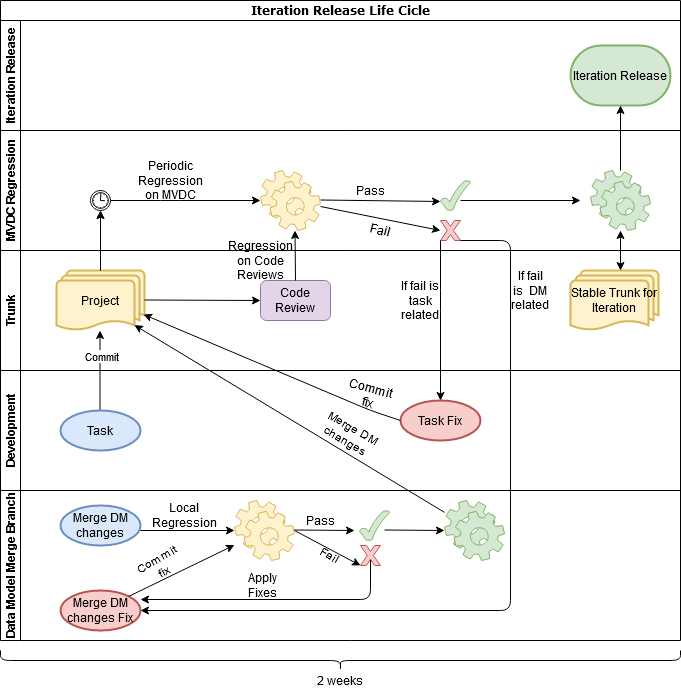 Iteration Release Life Cicle
Iteration Release
Iteration Release
MVDC Regression
Periodic
Regression
on MVDC
Pass
Fail
Regression
on Code
Reviews
Trunk
Project
Code
Review
If fail is
task
related
If fail
is  DM
related
Stable Trunk for
Iteration
Commit
Development
Task
Commit
fix
Task Fix
Merge DM
changes
Data Model Merge Branch
Merge DM
changes
Local
Regression
Pass
Fail
Commit
fix
Apply
Fixes
Merge DM
changes Fix
2 weeks